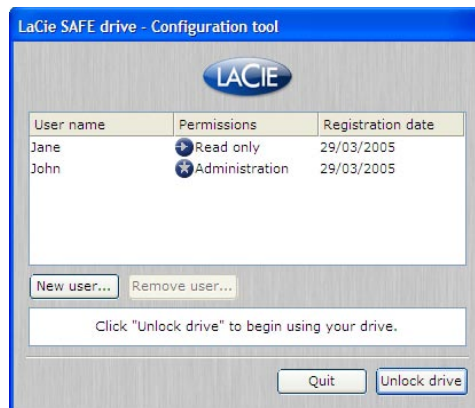 LaCie SAFE drive - Configuration tool
LACIE
User name Permissions Registration date
Jane Read only 29/03/2005
John Administration 29/03/2005
New user... Remove user...
Click "Unlock drive" to begin using your drive.
Quit Unlock drive